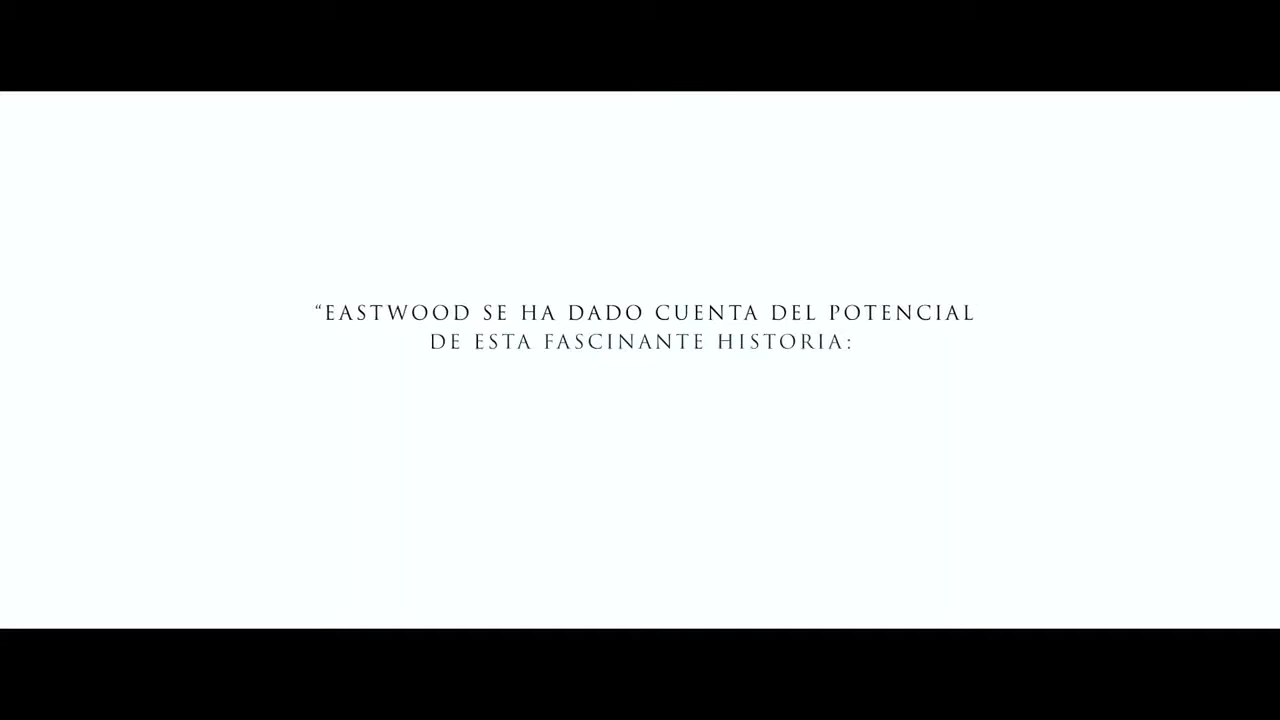 “EASTWOOD SE HA DADO CUENTA DEL POTENCIAL
DE ESTA FASCINANTE HISTORIA: